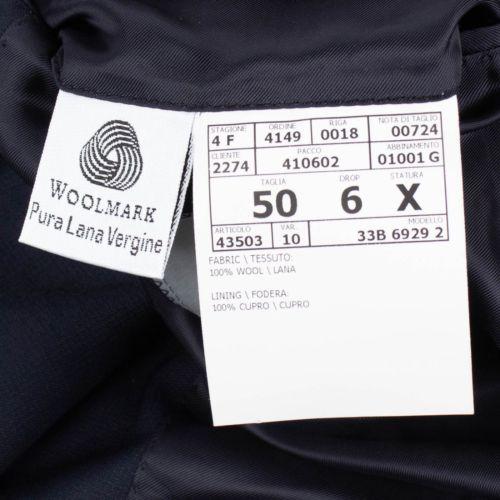 WOOLMARK
Pura Lana Vergine
STAGIONE ORDINE RIGA NOTA DI TAGLIO
4 F 4149 0018 00724
CLIENTE PACCO ABBINAMENTO
2274 410602 01001 G
TAGLIA DROP STATURA
50 6 X
ARTICOLO VAR. MODELLO
43503 10 33B 6929 2
FABRIC \ TESSUTO:
100% WOOL \ LANA
LINING \ FODERA:
100% CUPRO \ CUPRO